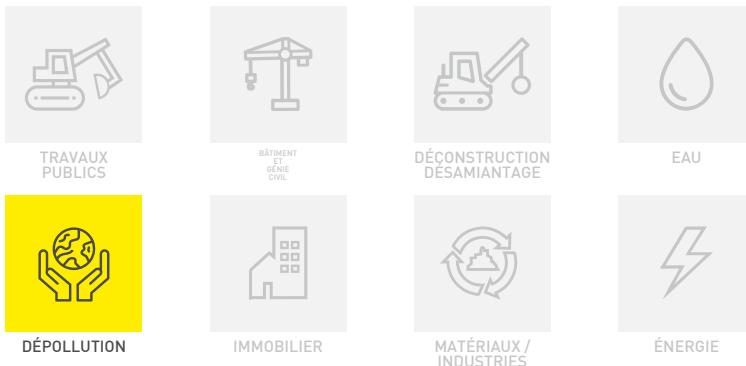 TRAVAUX
PUBLICS
BÂTIMENT
ET
GÉNIE
CIVIL
DÉCONSTRUCTION
DÉSAMIANTAGE
EAU
DÉPOLLUTION
IMMOBILIER
MATÉRIAUX /
INDUSTRIES
ÉNERGIE